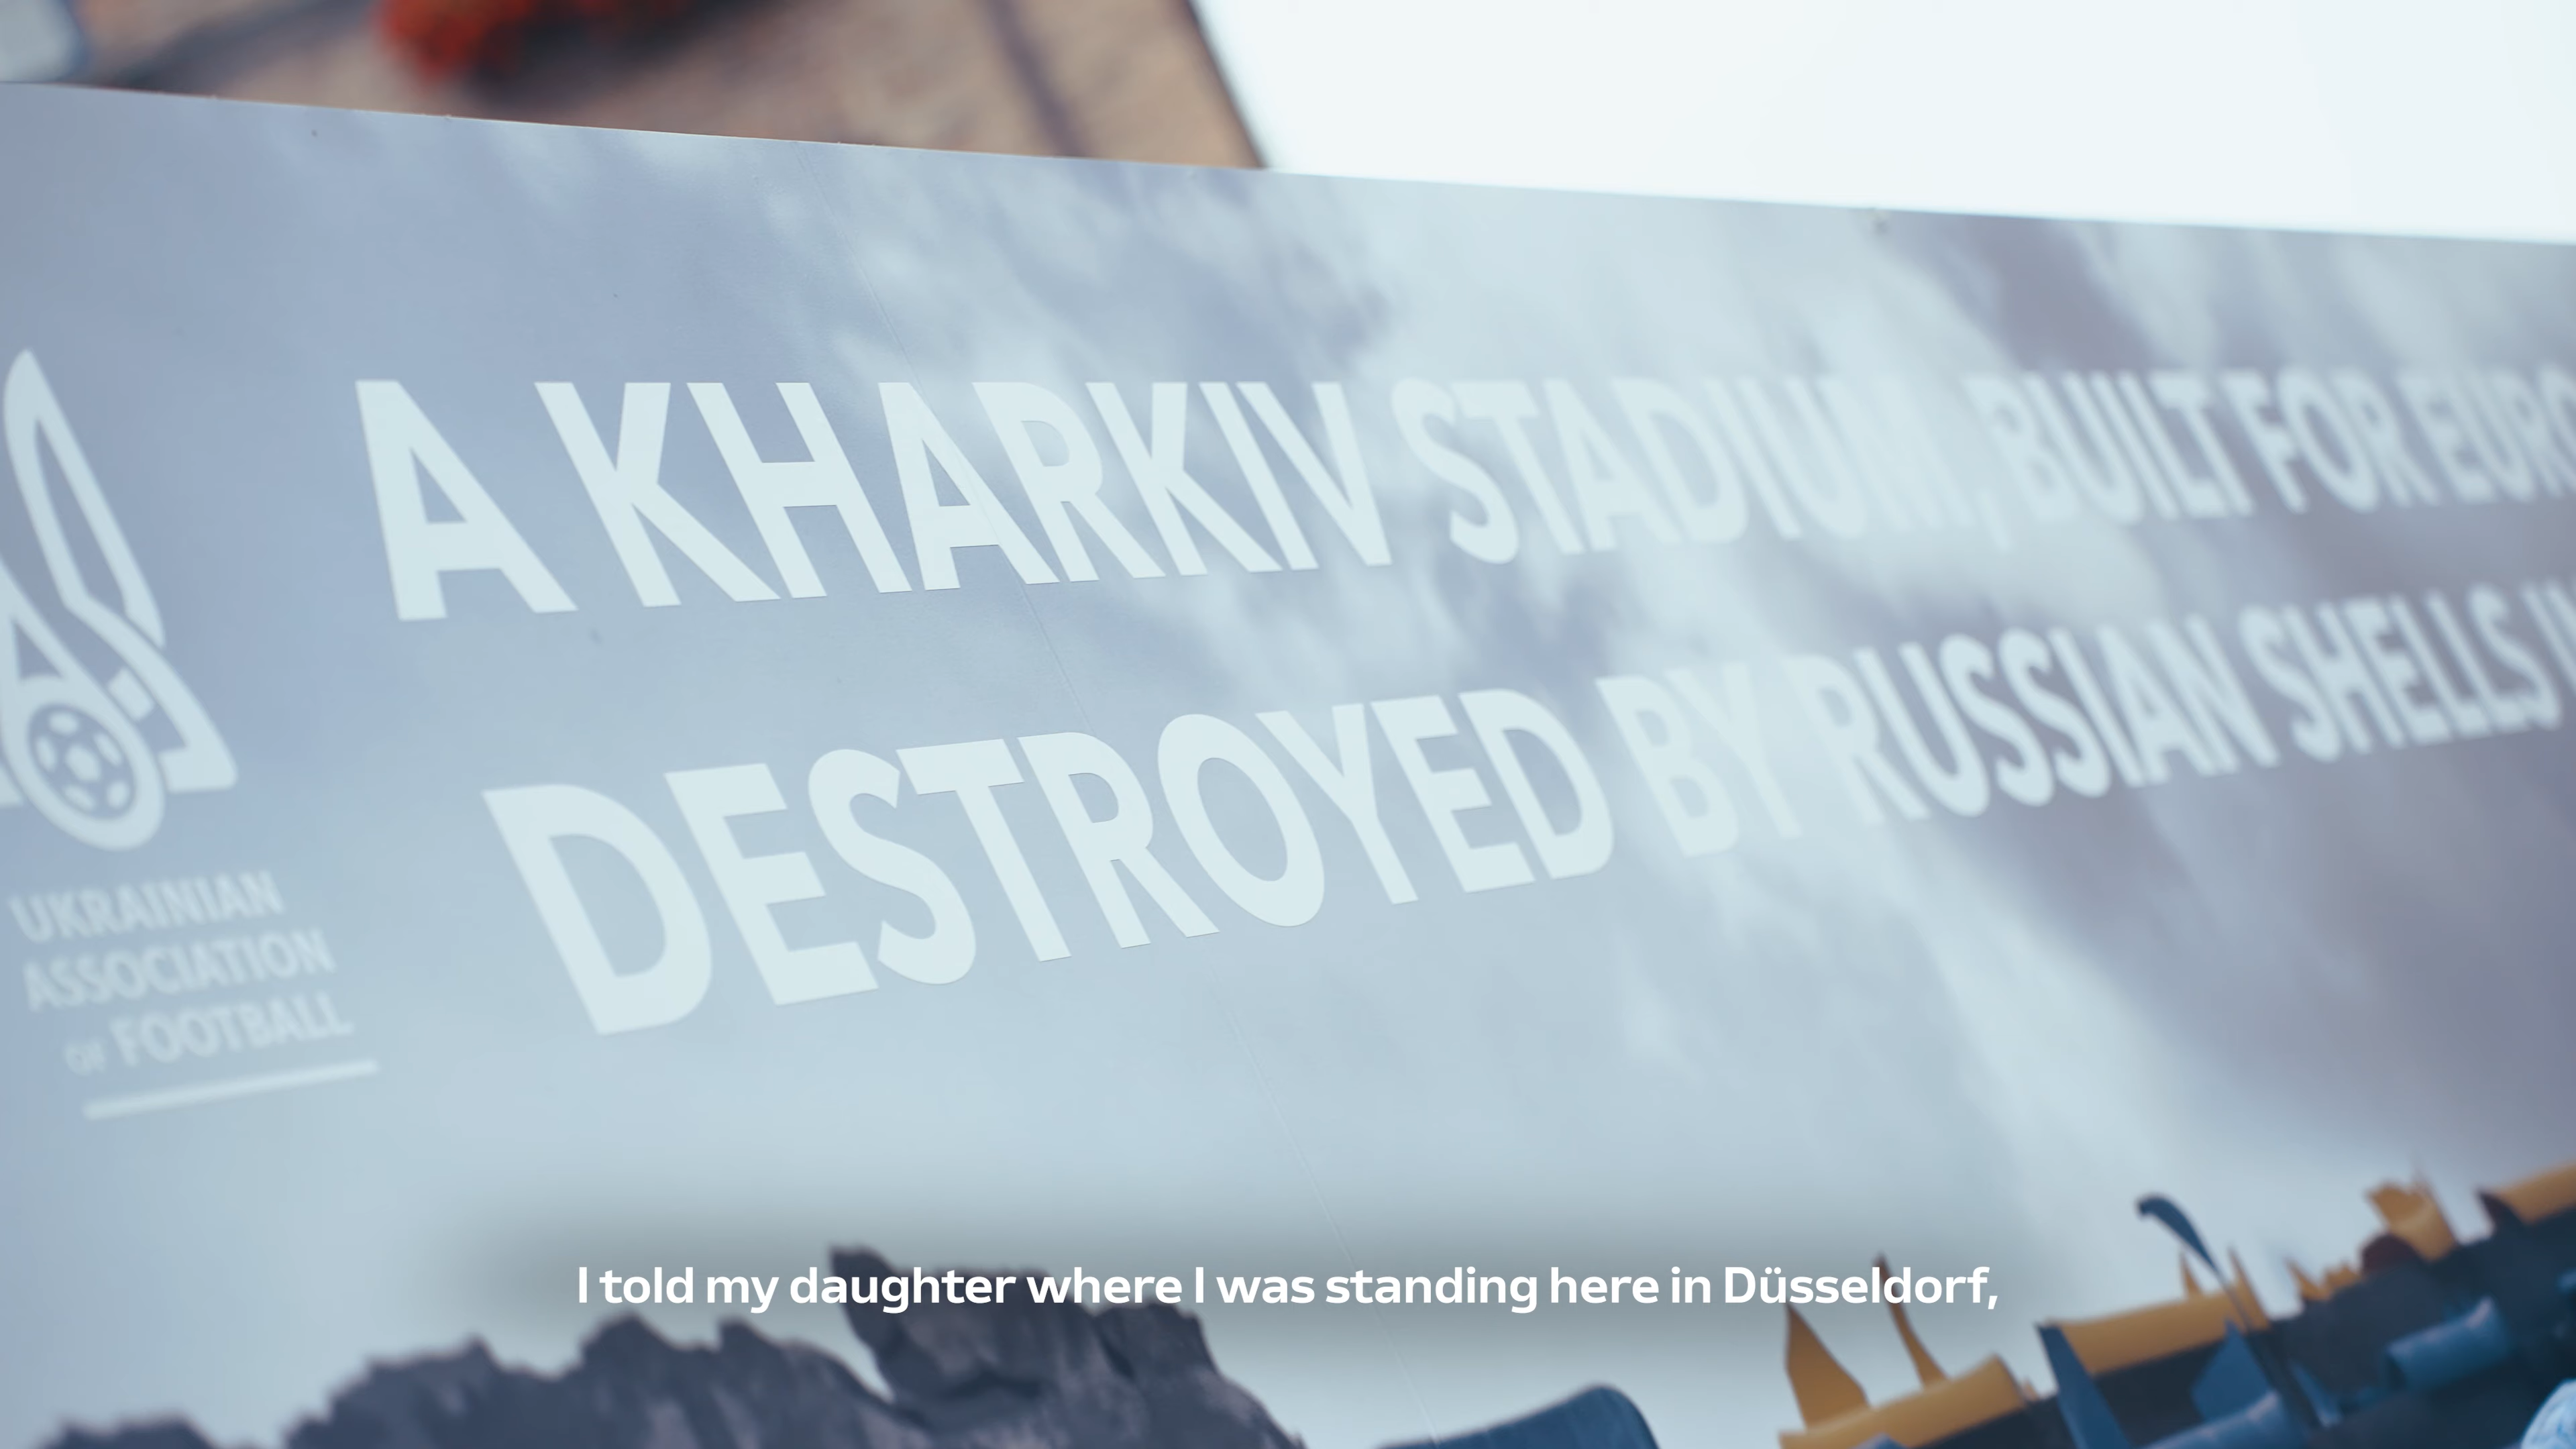 A KHARKIV STADIUM, BUILT FOR EURO
DESTROYED BY RUSSIAN SHELLS
UKRAINIAN
ASSOCIATION
OF FOOTBALL
I told my daughter where I was standing here in Düsseldorf,